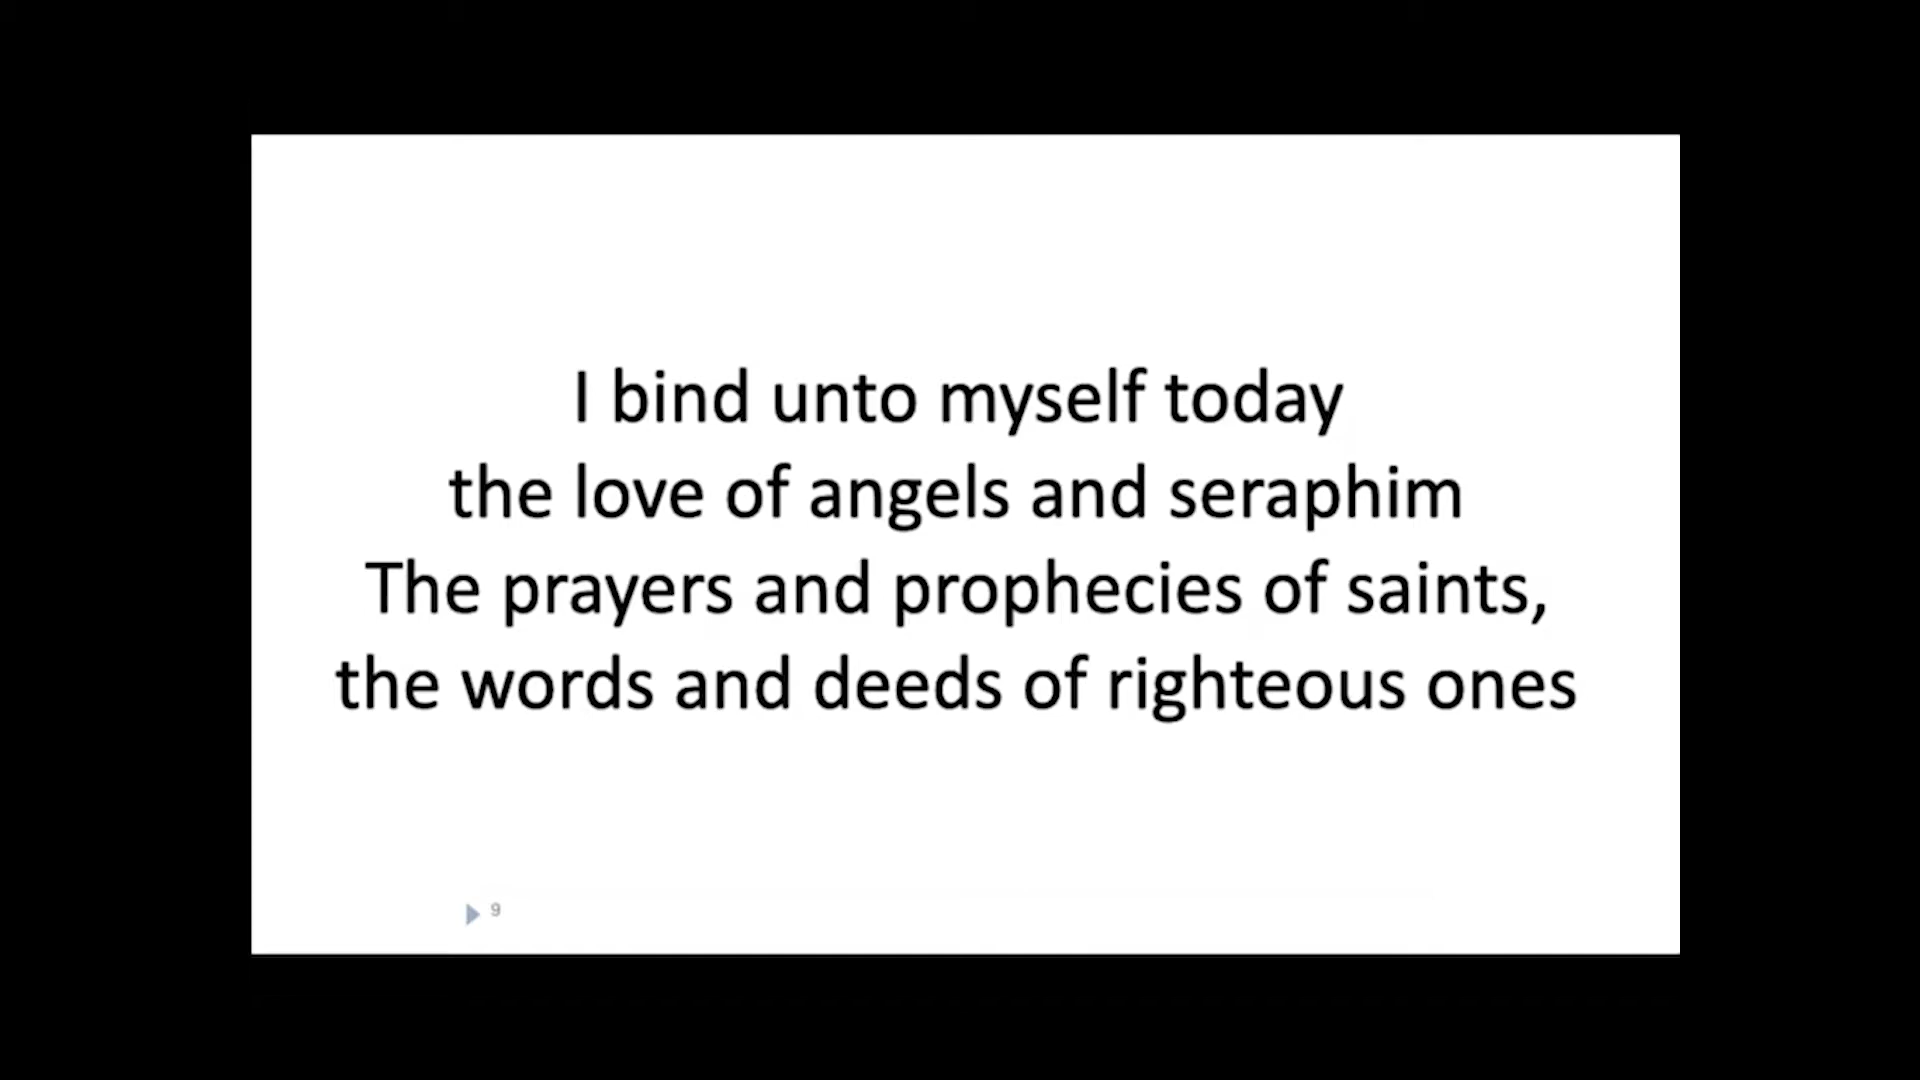 I bind unto myself today
the love of angels and seraphim
The prayers and prophecies of saints,
the words and deeds of righteous ones
9